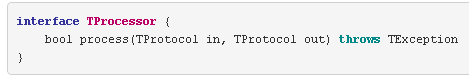 interface TProcessor {
    bool process(TProtocol in, TProtocol out) throws TException
}